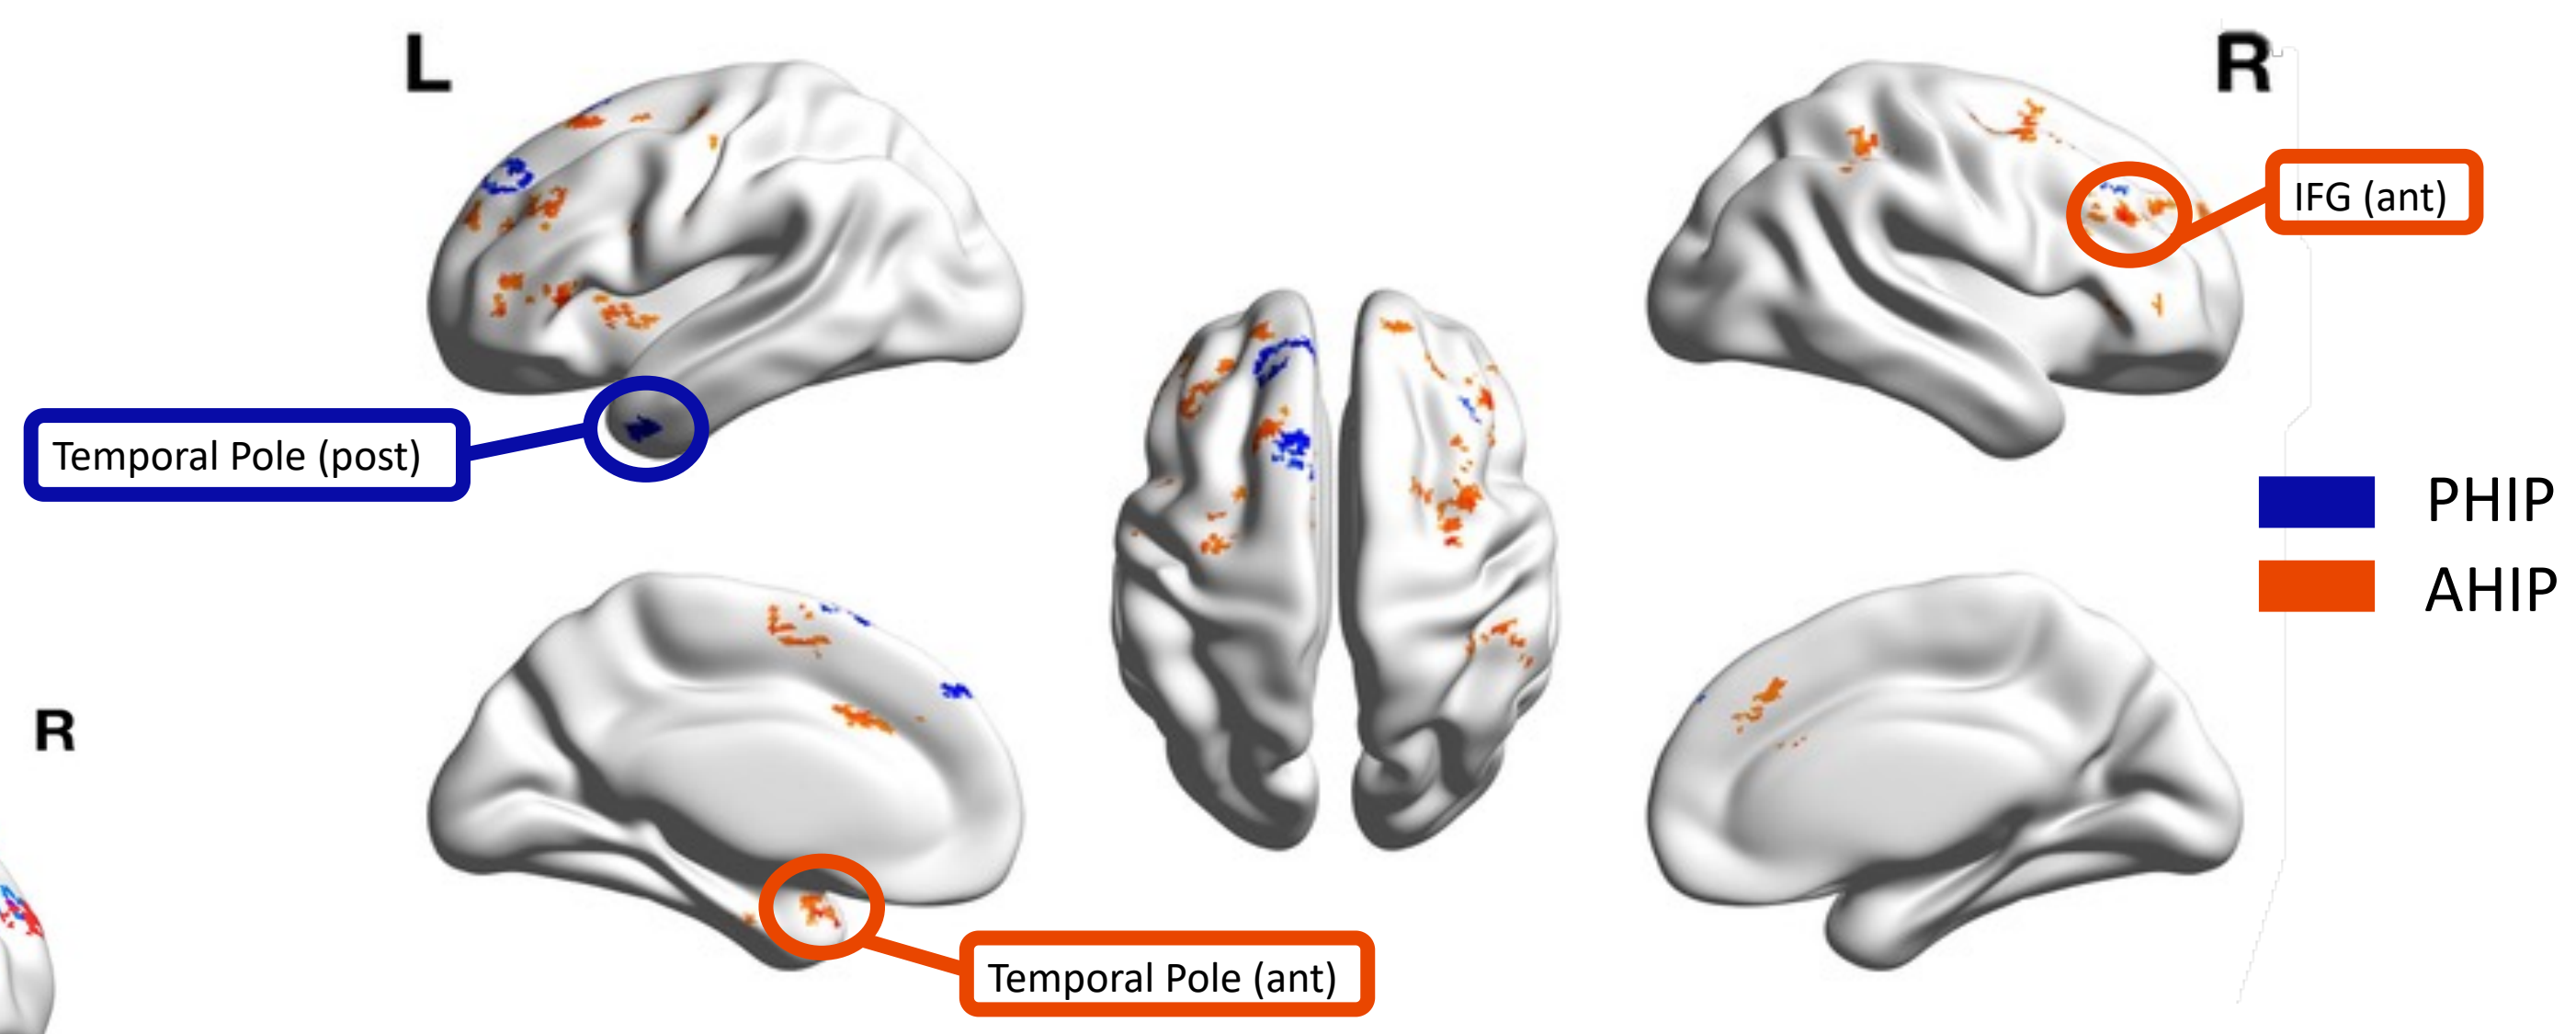 L
R
IFG (ant)
Temporal Pole (post)
PHIP
AHIP
R
Temporal Pole (ant)